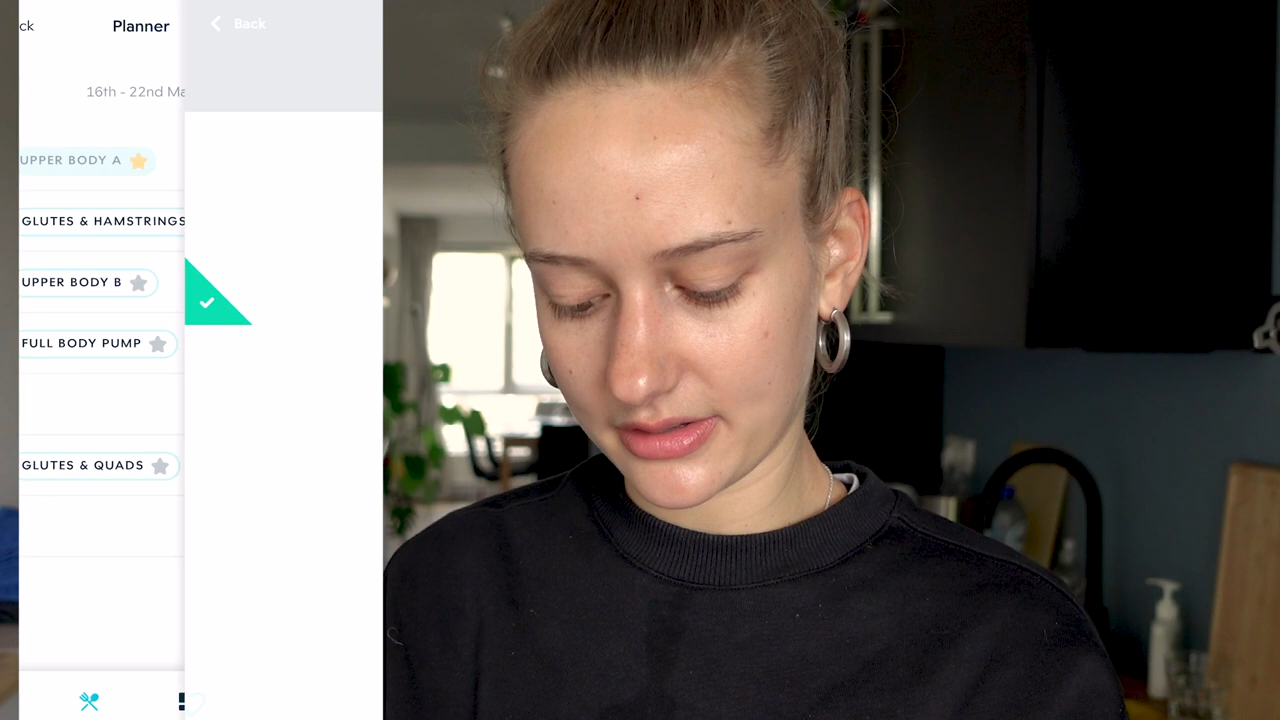 ck
Planner
Back
16th - 22nd Ma
UPPER BODY A
GLUTES & HAMSTRINGS
UPPER BODY B
FULL BODY PUMP
GLUTES & QUADS